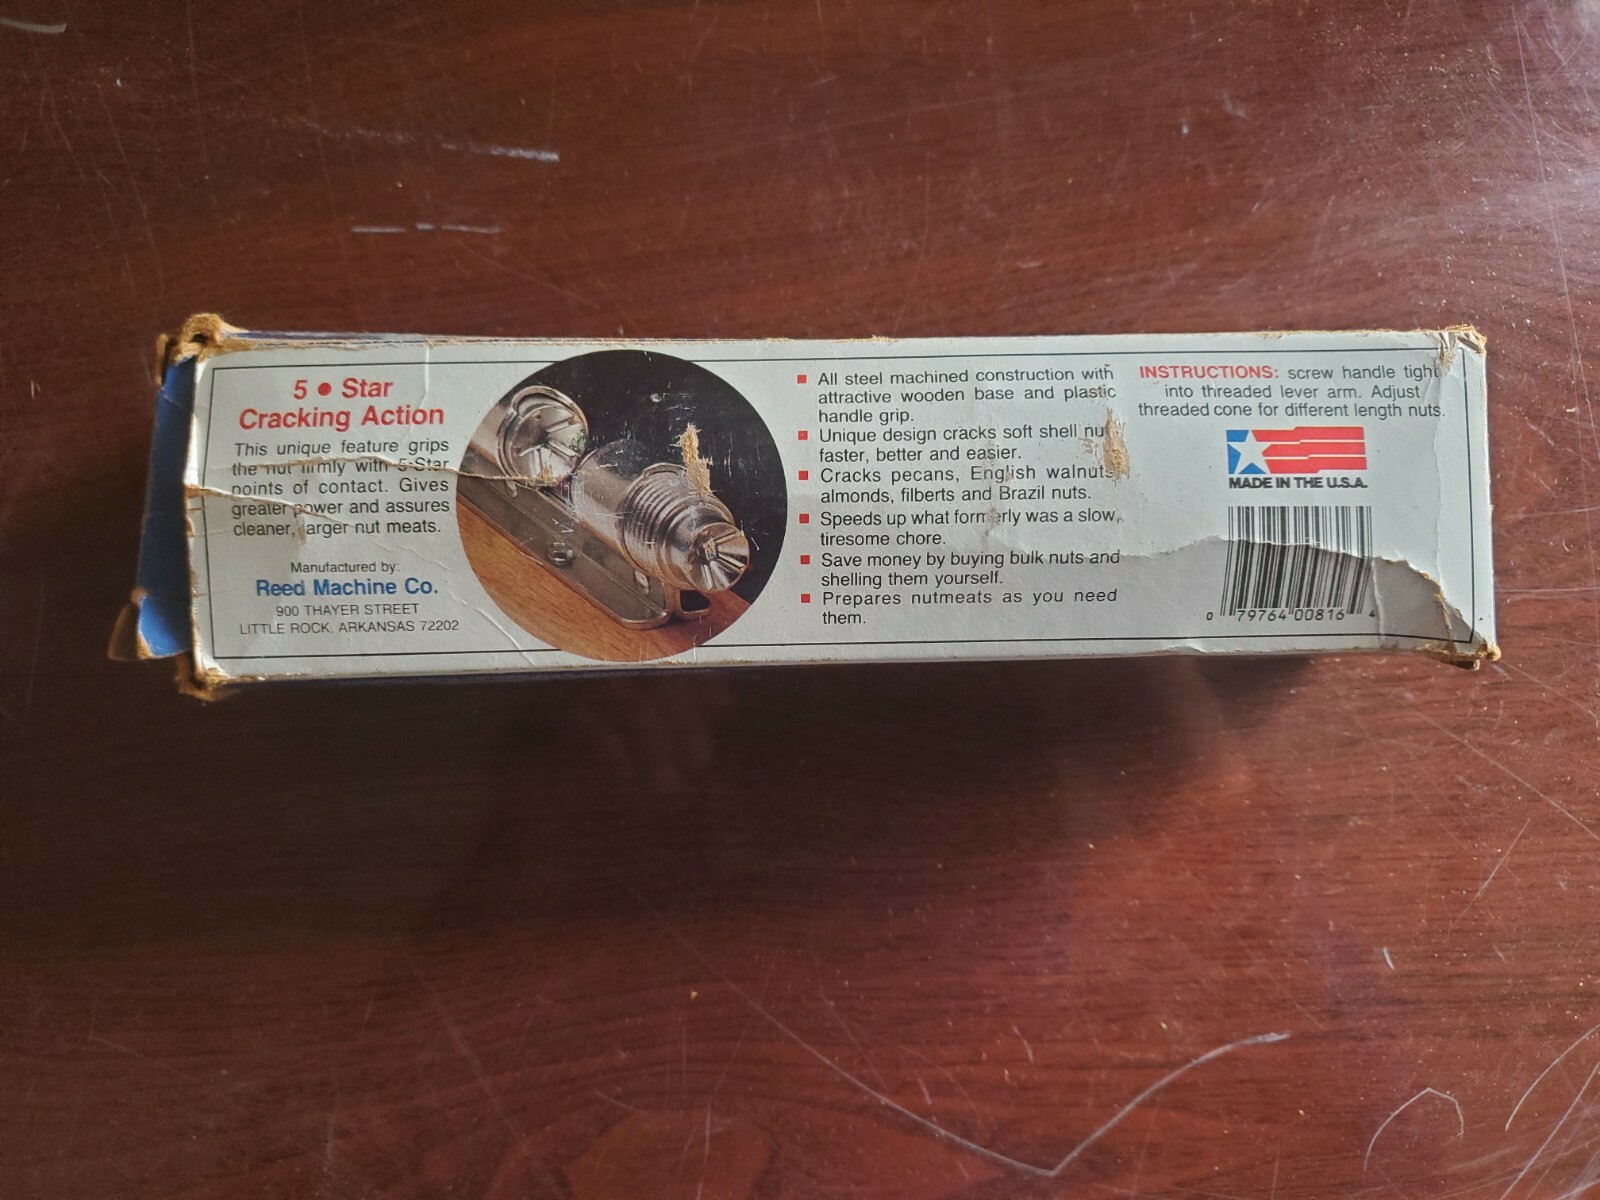 5 • Star
Cracking Action
This unique feature grips
the nut firmly with 5-Star
points of contact. Gives
greater power and assures
cleaner, larger nut meats.
Manufactured by:
Reed Machine Co.
900 THAYER STREET
LITTLE ROCK, ARKANSAS 72202
All steel machined construction with
attractive wooden base and plastic
handle grip.
Unique design cracks soft shell
faster, better and easier.
Cracks pecans, English walnuts,
almonds, filberts and Brazil nuts.
Speeds up what formerly was a slow,
tiresome chore.
Save money by buying bulk nuts and
shelling them yourself.
Prepares nutmeats as you need
them.
INSTRUCTIONS: screw handle tight
into threaded lever arm. Adjust
threaded cone for different length nuts.
MADE IN THE U.S.A.
0 79764 00816 4